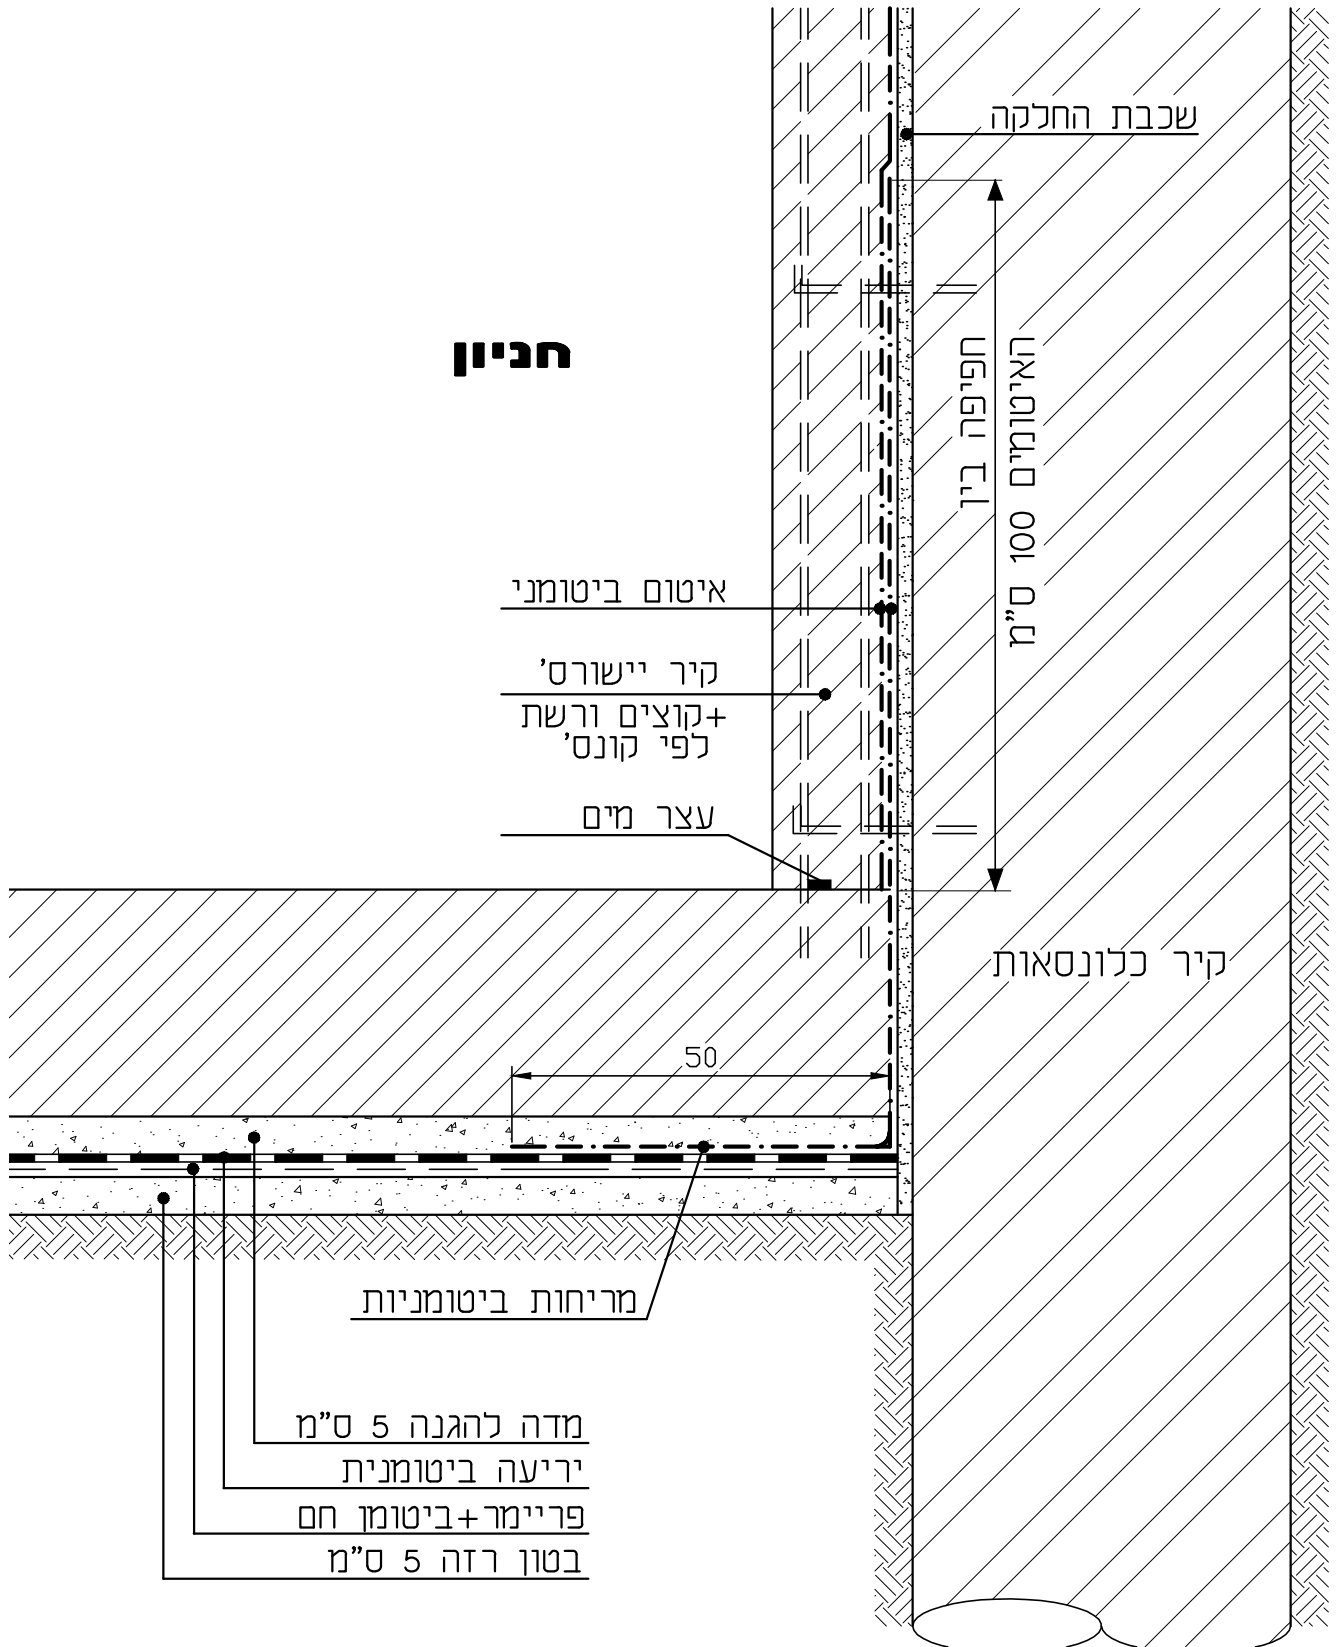 שכבת החלקה
חניון
חפיפה בין
האיטומים 100 ס"מ
איטום ביטומני
קיר יישורס'
+קוצים ורשת
לפי קונס'
עצר מים
קיר כלונסאות
50
מריחות ביטומניות
מדה להגנה 5 ס"מ
יריעה ביטומנית
פריימר+ביטומן חם
בטון רזה 5 ס"מ